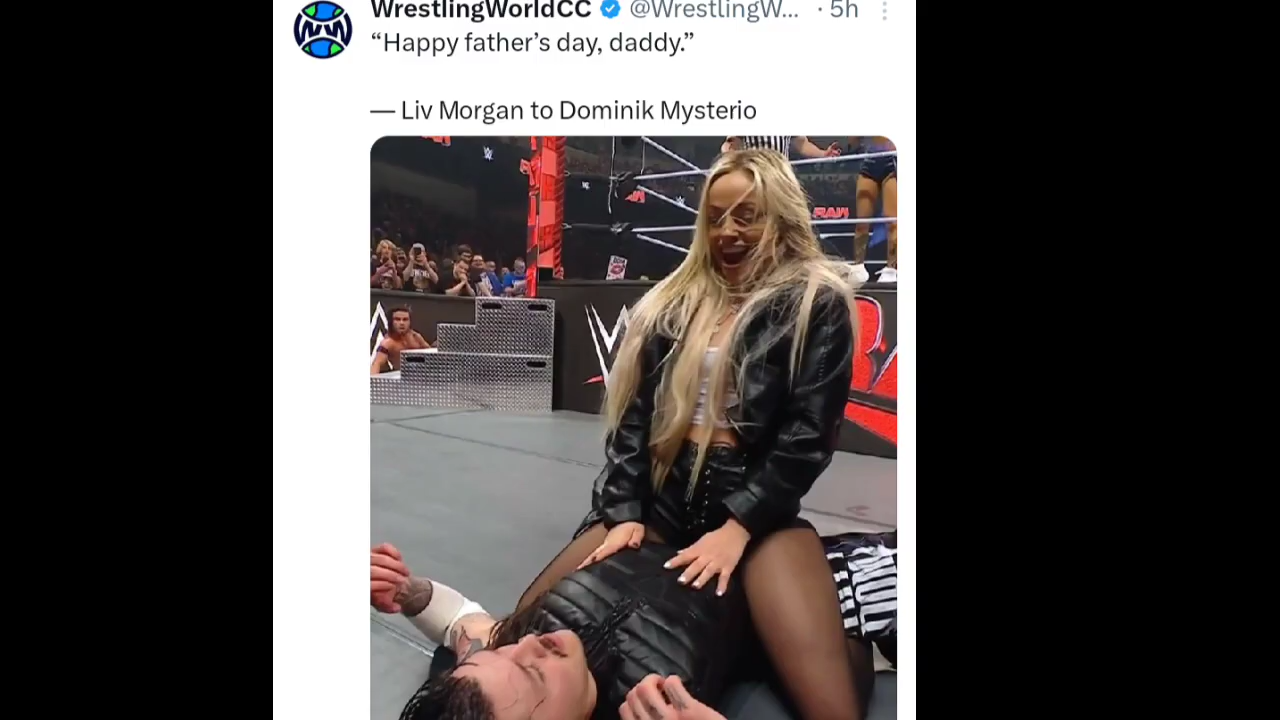 WrestlingWorldCC @WrestlingW... · 5h
“Happy father’s day, daddy.”
— Liv Morgan to Dominik Mysterio
RAW